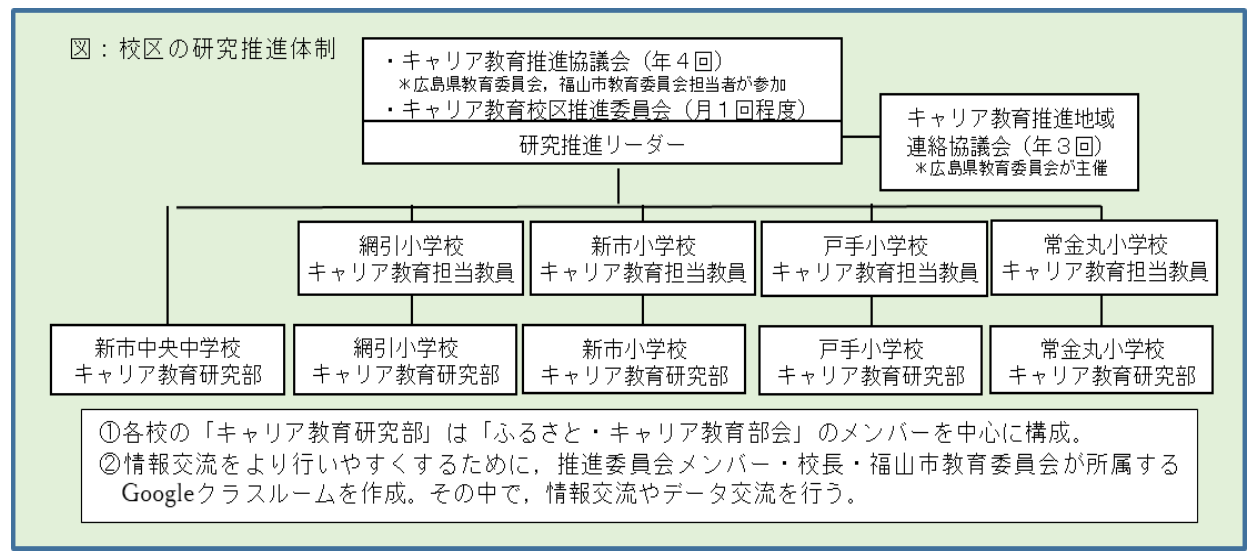 図：校区の研究推進体制
・キャリア教育推進協議会（年４回）
＊広島県教育委員会，福山市教育委員会担当者が参加
・キャリア教育校区推進委員会（月１回程度）
研究推進リーダー
キャリア教育推進地域
連絡協議会（年３回）
＊広島県教育委員会が主催
網引小学校
キャリア教育担当教員
新市小学校
キャリア教育担当教員
戸手小学校
キャリア教育担当教員
常金丸小学校
キャリア教育担当教員
新市中央中学校
キャリア教育研究部
網引小学校
キャリア教育研究部
新市小学校
キャリア教育研究部
戸手小学校
キャリア教育研究部
常金丸小学校
キャリア教育研究部
①各校の「キャリア教育研究部」は「ふるさと・キャリア教育部会」のメンバーを中心に構成。
②情報交流をより行いやすくするために，推進委員会メンバー・校長・福山市教育委員会が所属する
Googleクラスルームを作成。その中で，情報交流やデータ交流を行う。